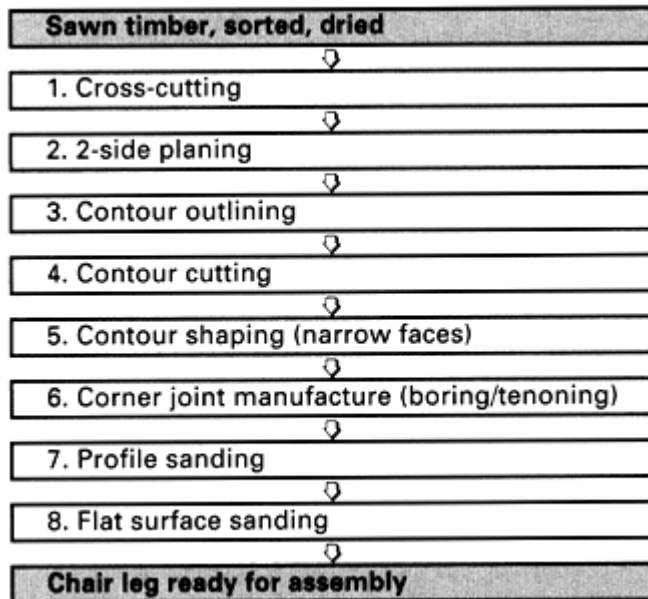 Sawn timber, sorted, dried
1. Cross-cutting
2. 2-side planing
3. Contour outlining
4. Contour cutting
5. Contour shaping (narrow faces)
6. Corner joint manufacture (boring/tenoning)
7. Profile sanding
8. Flat surface sanding
Chair leg ready for assembly